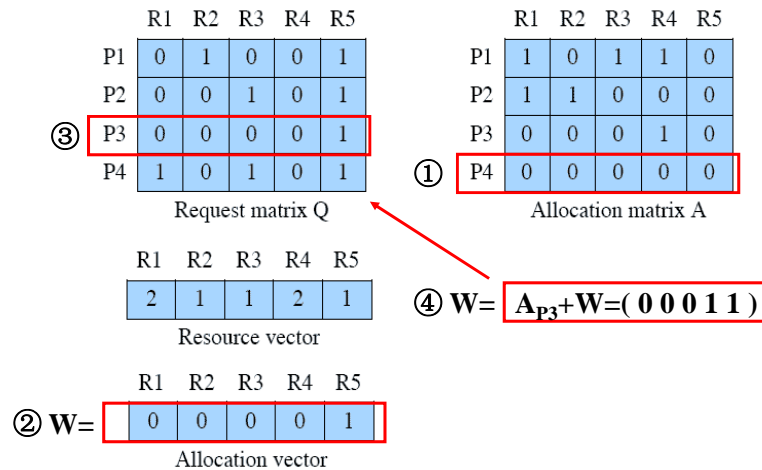 R1 R2 R3 R4 R5
P1 0 1 0 0 1
P2 0 0 1 0 1
③ P3 0 0 0 0 1
P4 1 0 1 0 1
Request matrix Q
R1 R2 R3 R4 R5
P1 1 0 1 1 0
P2 1 1 0 0 0
P3 0 0 0 1 0
① P4 0 0 0 0 0
Allocation matrix A
R1 R2 R3 R4 R5
2 1 1 2 1
Resource vector
④ W= A_P3+W=( 0 0 0 1 1 )
R1 R2 R3 R4 R5
② W= 0 0 0 0 1
Allocation vector